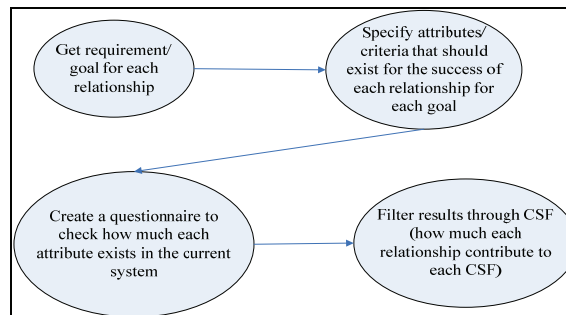 Get requirement/
goal for each
relationship
Specify attributes/
criteria that should
exist for the success of
each relationship for
each goal
Create a questionnaire to
check how much each
attribute exists in the current
system
Filter results through CSF
(how much each
relationship contribute to
each CSF)